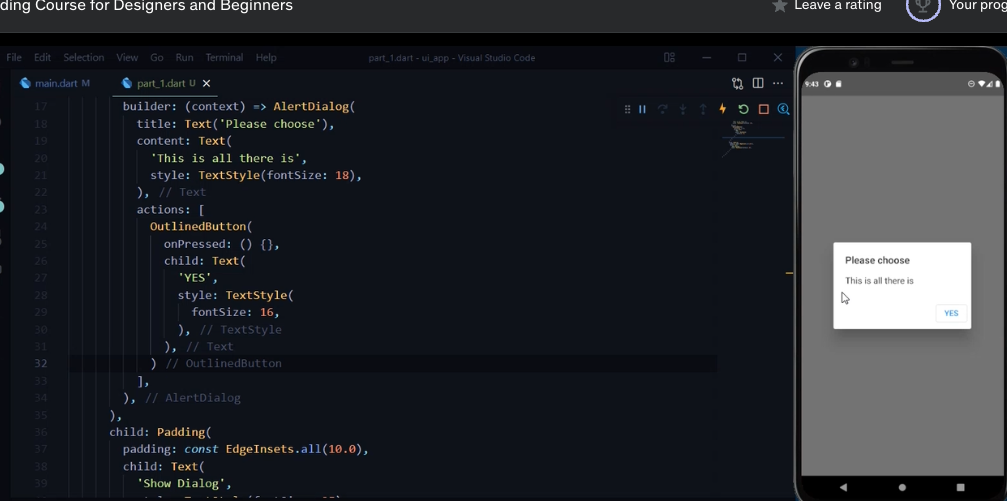 ding Course for Designers and Beginners
Leave a rating
Your prog
File Edit Selection View Go Run Terminal Help
part_1.dart - ui_app - Visual Studio Code
main.dart M
part_1.dart U
17 builder: (context) => AlertDialog(
18 title: Text('Please choose'),
19 content: Text(
20 'This is all there is',
21 style: TextStyle(fontSize: 18),
22 ), // Text
23 actions: [
24 OutlinedButton(
25 onPressed: () {},
26 child: Text(
27 'YES',
28 style: TextStyle(
29 fontSize: 16,
30 ), // TextStyle
31 ), // Text
32 ) // OutlinedButton
33 ],
34 ), // AlertDialog
35 ),
36 child: Padding(
37 padding: const EdgeInsets.all(10.0),
38 child: Text(
39 'Show Dialog',
9:43
Please choose
This is all there is
YES